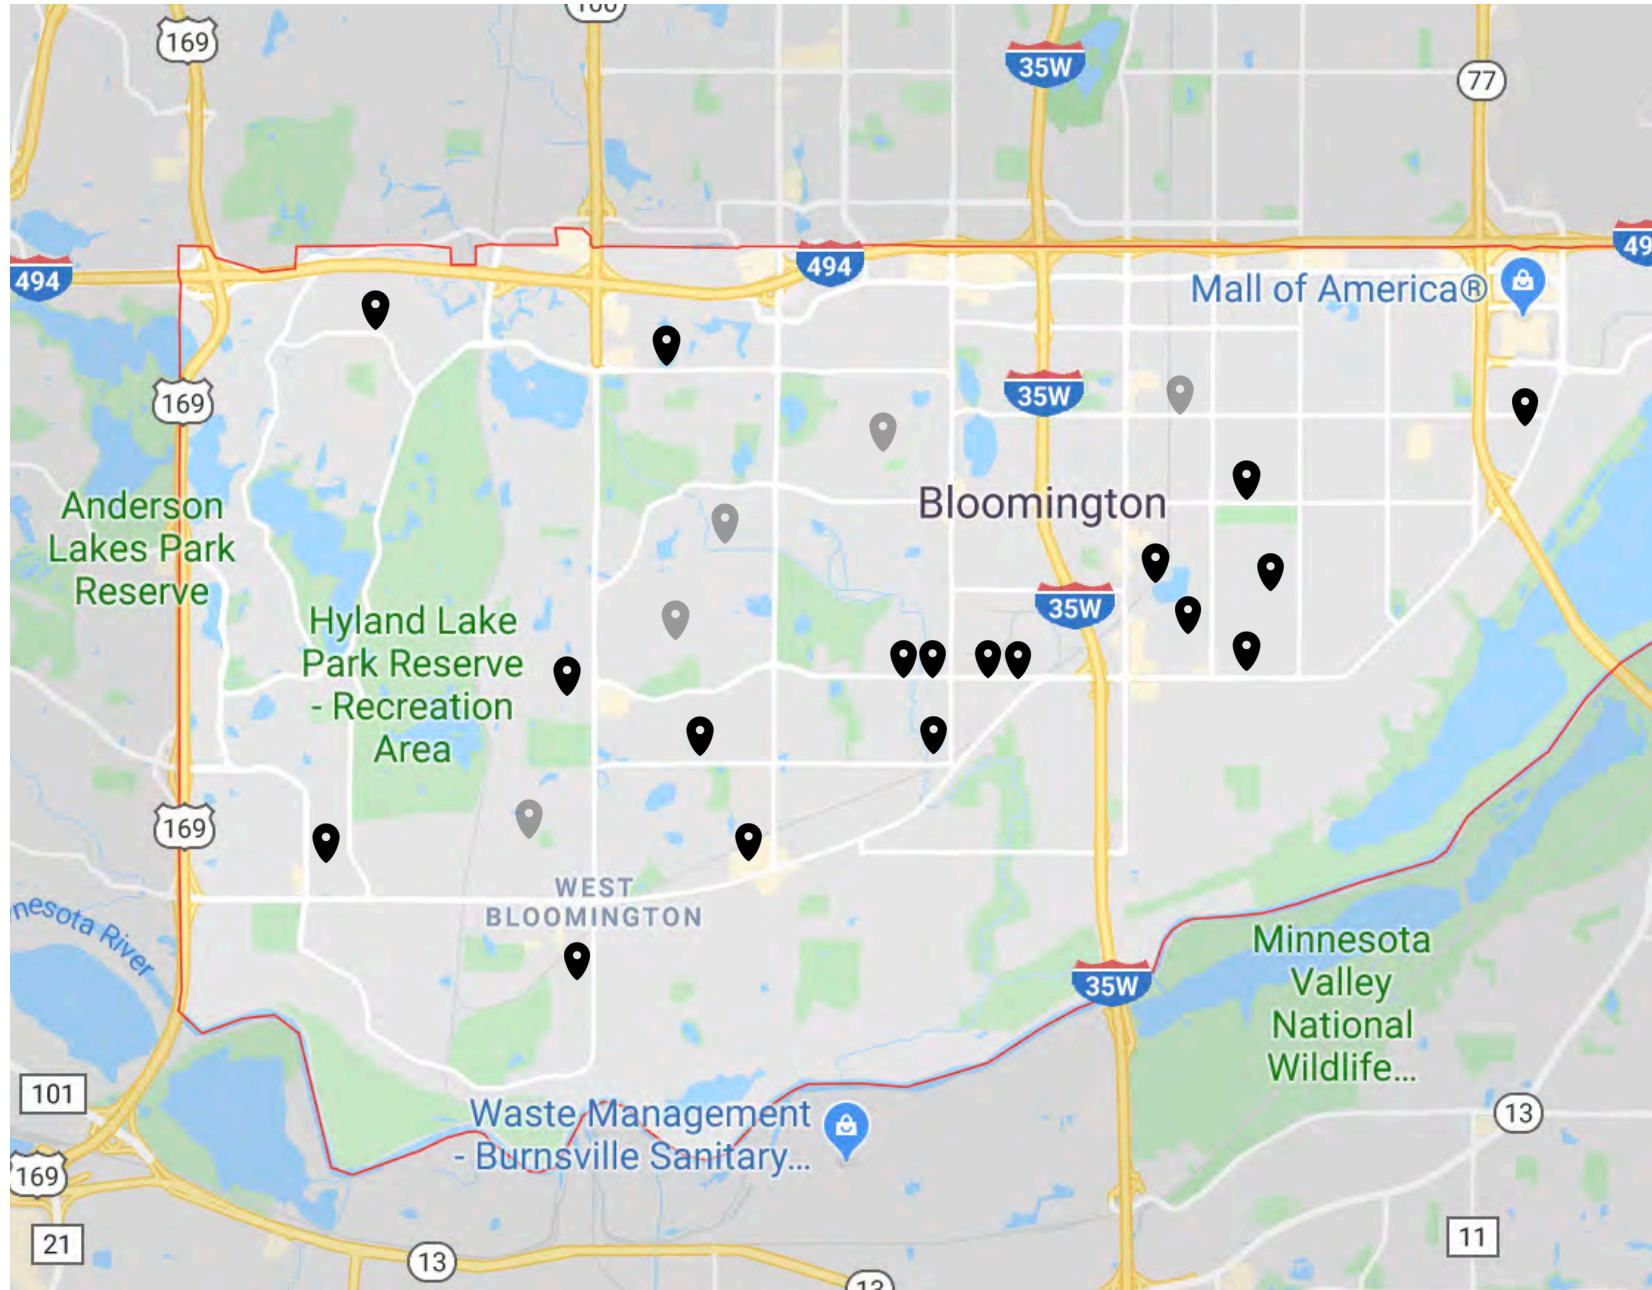 169
100
35W
77
494
494
49
Mall of America®
35W
169
Anderson
Lakes Park
Reserve
Bloomington
35W
Hyland Lake
Park Reserve
- Recreation
Area
169
WEST
BLOOMINGTON
nesota River
35W
Minnesota
Valley
National
Wildlife...
101
Waste Management
- Burnsville Sanitary...
13
169
21
13
11
13